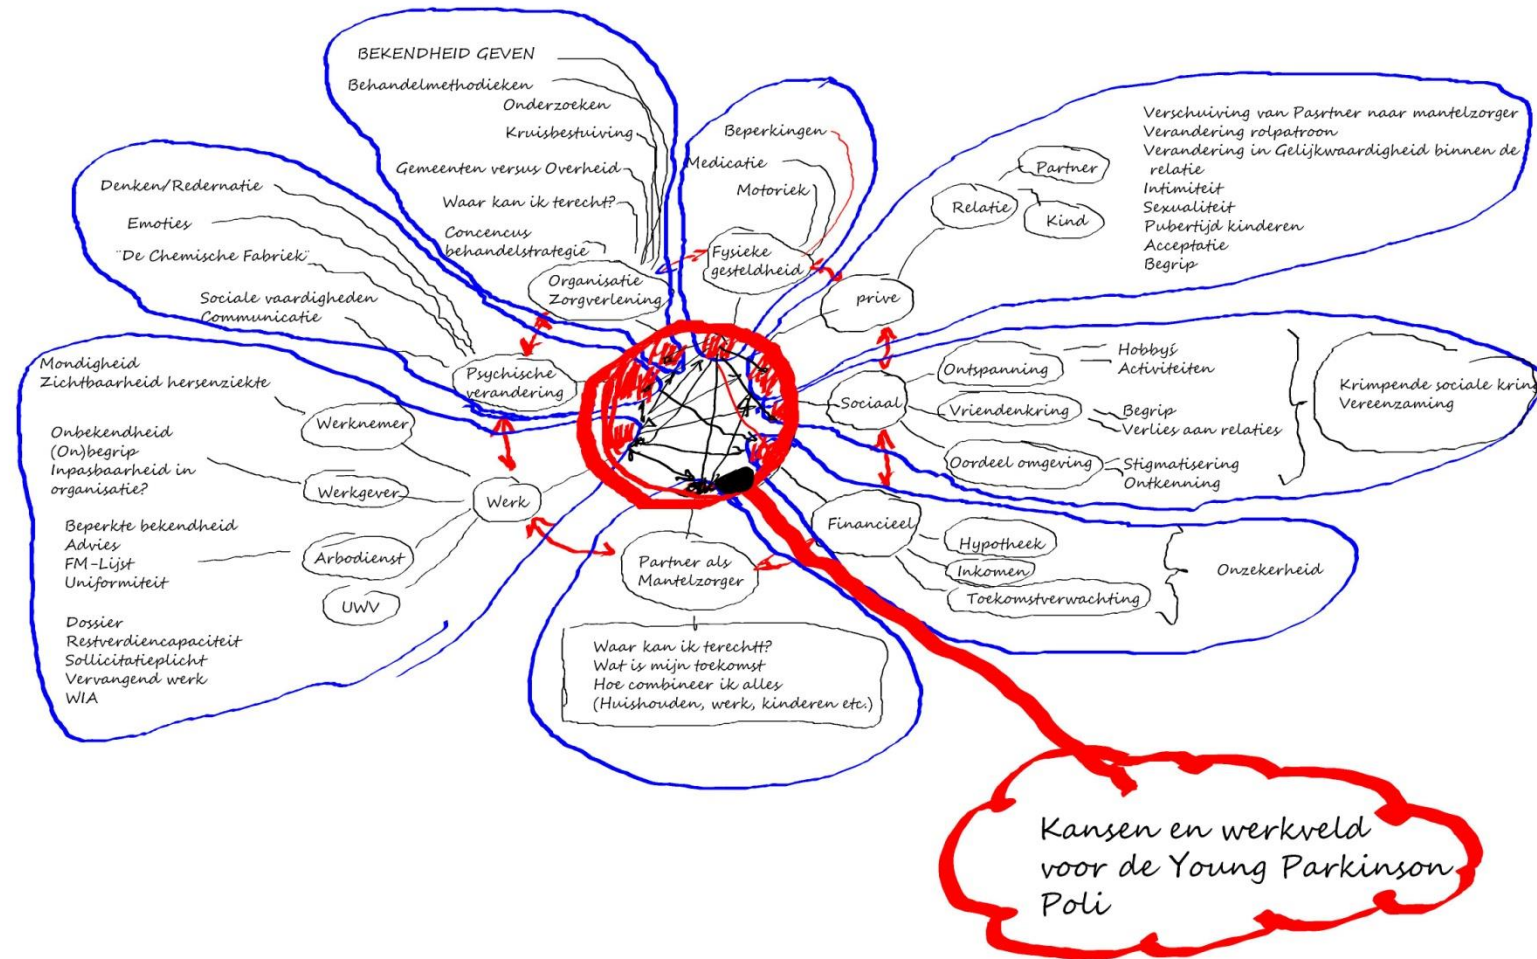 BEKENDHEID GEVEN
Behandelmethodieken
Onderzoeken
Kruisbestuiving
Gemeenten versus Overheid
Waar kan ik terecht?
Concencus
behandelstrategie
Organisatie
Zorgverlening
Beperkingen
Medicatie
Motoriek
Fysieke
gesteldheid
Verschuiving van Pasrtner naar mantelzorger
Verandering rolpatroon
Verandering in Gelijkwaardigheid binnen de
relatie
Intimiteit
Sexualiteit
Pubertijd kinderen
Acceptatie
Begrip
Partner
Kind
Relatie
prive
Denken/Redernatie
Emoties
"De Chemische Fabriek"
Sociale vaardigheden
Communicatie
Psychische
verandering
Sociaal
Ontspanning
Hobbys
Activiteiten
Vriendenkring
Begrip
Verlies aan relaties
Oordeel omgeving
Stigmatisering
Ontkenning
Krimpende sociale kring
Vereenzaming
Mondigheid
Zichtbaarheid hersenziekte
Werknemer
Onbekendheid
(On)begrip
Inpasbaarheid in
organisatie?
Werkgever
Werk
Beperkte bekendheid
Advies
FM-Lijst
Uniformiteit
Arbodienst
UWV
Dossier
Restverdiencapaciteit
Sollicitatieplicht
Vervangend werk
WIA
Partner als
Mantelzorger
Waar kan ik terechtt?
Wat is mijn toekomst
Hoe combineer ik alles
(Huishouden, werk, kinderen etc.)
Financieel
Hypotheek
Inkomen
Toekomstverwachting
Onzekerheid
Kansen en werkveld
voor de Young Parkinson
Poli